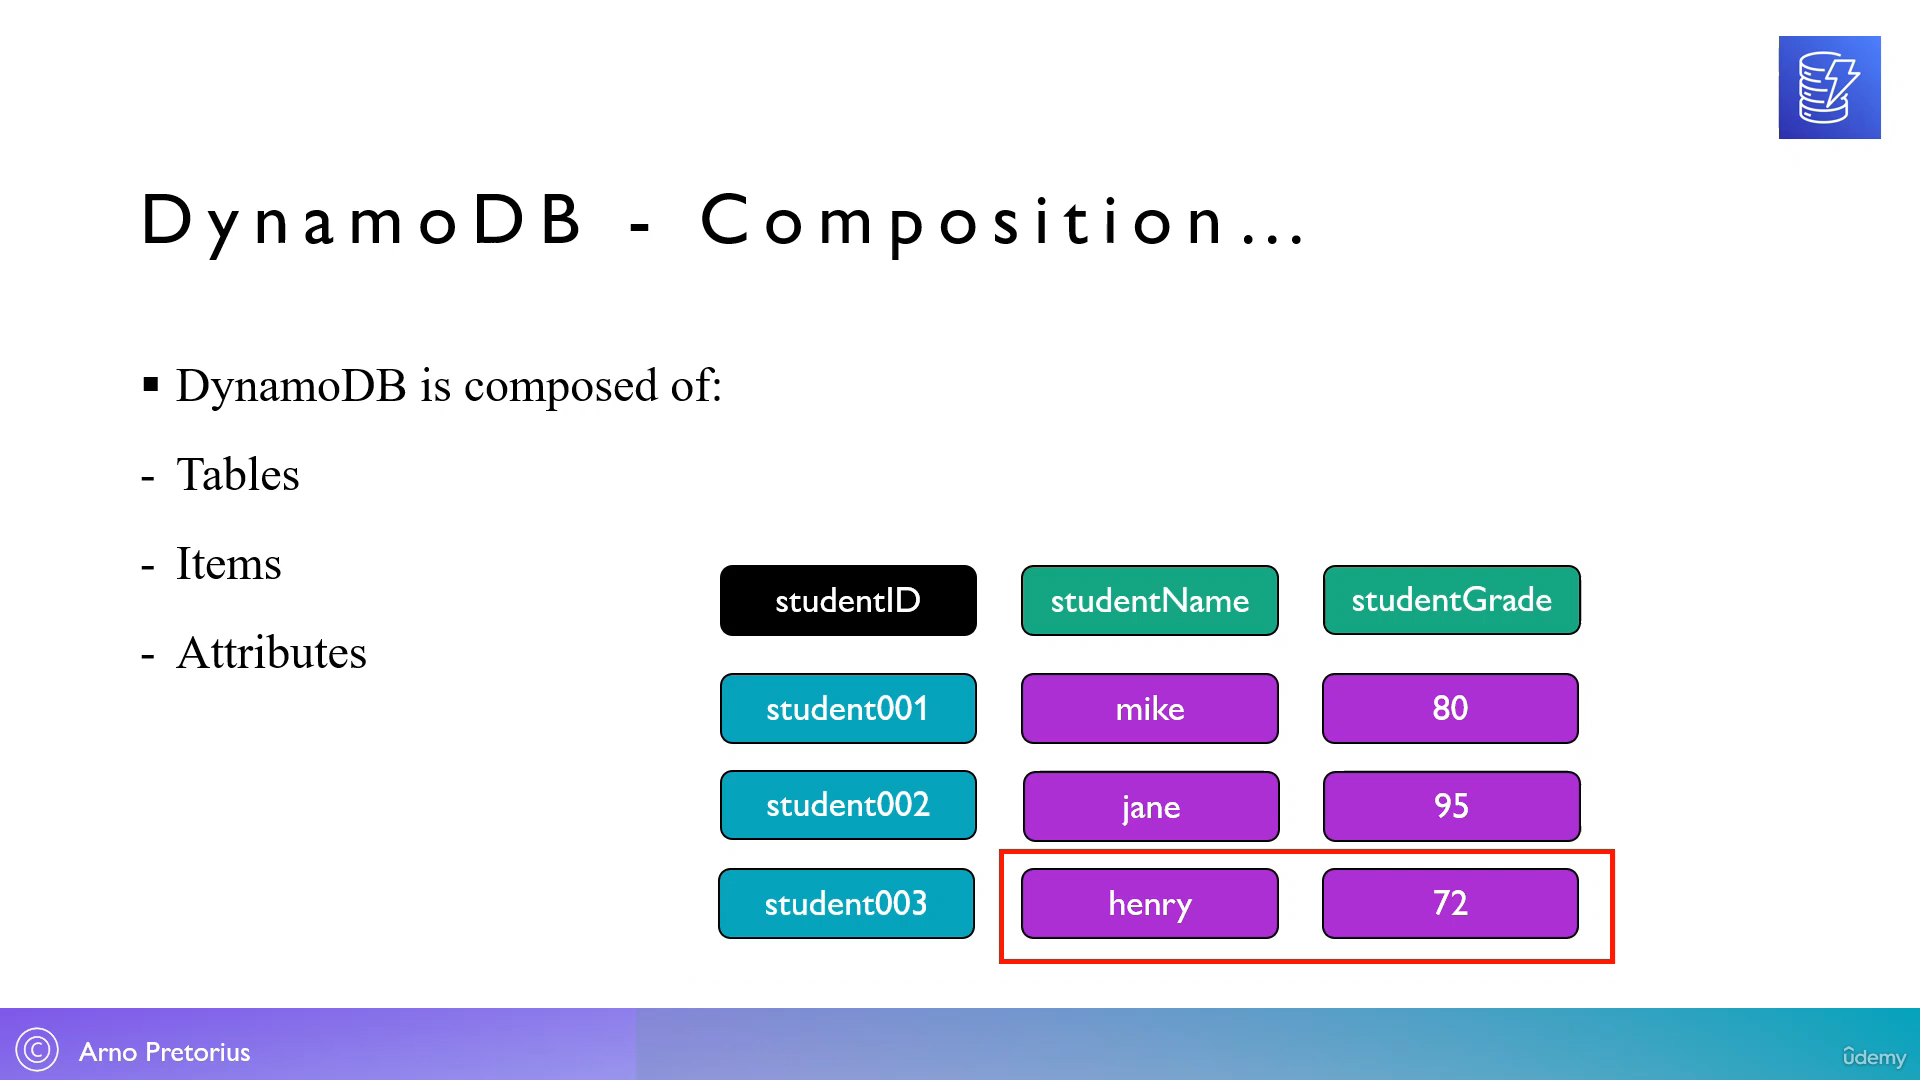 DynamoDB - Composition...
▪ DynamoDB is composed of:
- Tables
- Items
- Attributes
studentID studentName studentGrade
student001 mike 80
student002 jane 95
student003 henry 72
© Arno Pretorius
ûdemy